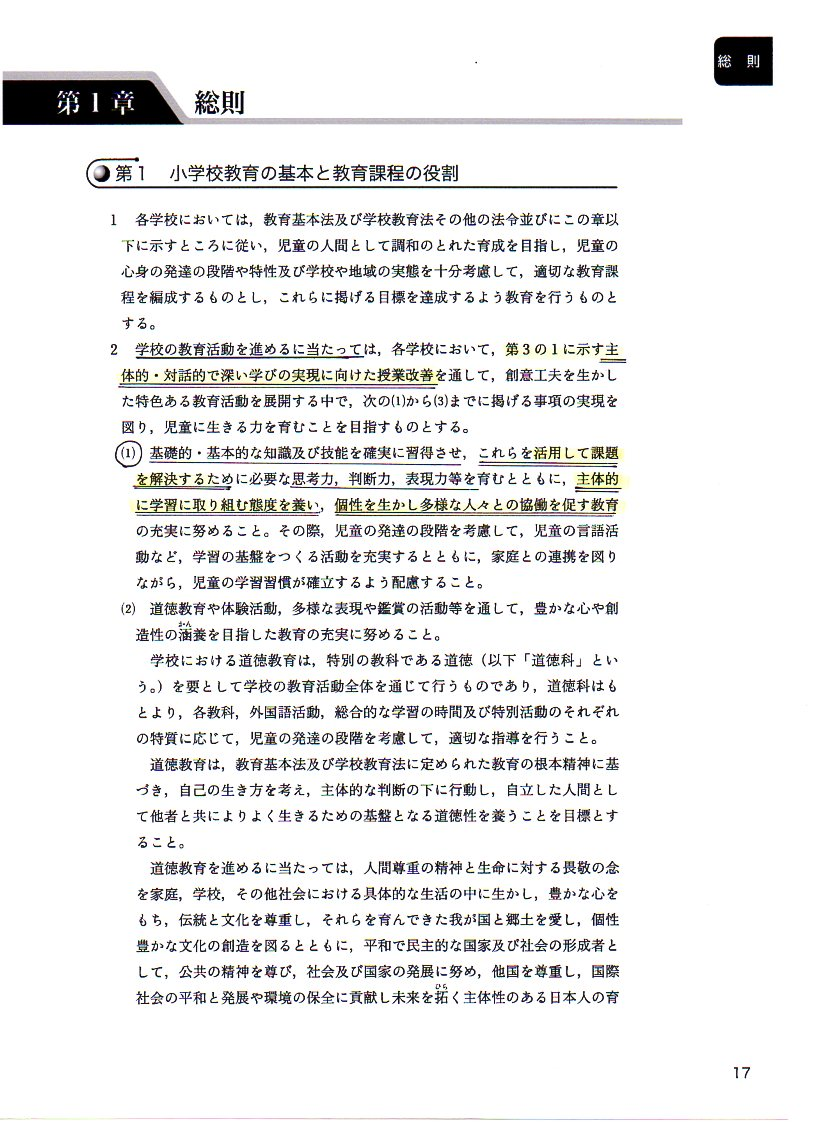 総 則
第1章 総則
第1 小学校教育の基本と教育課程の役割
1 各学校においては，教育基本法及び学校教育法その他の法令並びにこの章以
下に示すところに従い，児童の人間として調和のとれた育成を目指し，児童の
心身の発達の段階や特性及び学校や地域の実態を十分考慮して，適切な教育課
程を編成するものとし，これらに掲げる目標を達成するよう教育を行うものと
する。
2 学校の教育活動を進めるに当たっては，各学校において，第3の1に示す主
体的・対話的で深い学びの実現に向けた授業改善を通して，創意工夫を生かし
た特色ある教育活動を展開する中で，次の(1)から(3)までに掲げる事項の実現を
図り，児童に生きる力を育むことを目指すものとする。
(1) 基礎的・基本的な知識及び技能を確実に習得させ，これらを活用して課題
を解決するために必要な思考力，判断力，表現力等を育むとともに，主体的
に学習に取り組む態度を養い，個性を生かし多様な人々との協働を促す教育
の充実に努めること。その際，児童の発達の段階を考慮して，児童の言語活
動など，学習の基盤をつくる活動を充実するとともに，家庭との連携を図り
ながら，児童の学習習慣が確立するよう配慮すること。
(2) 道徳教育や体験活動，多様な表現や鑑賞の活動等を通して，豊かな心や創
かん
造性の涵養を目指した教育の充実に努めること。
学校における道徳教育は，特別の教科である道徳（以下「道徳科」とい
う。）を要として学校の教育活動全体を通じて行うものであり，道徳科はも
とより，各教科，外国語活動，総合的な学習の時間及び特別活動のそれぞれ
の特質に応じて，児童の発達の段階を考慮して，適切な指導を行うこと。
道徳教育は，教育基本法及び学校教育法に定められた教育の根本精神に基
づき，自己の生き方を考え，主体的な判断の下に行動し，自立した人間とし
て他者と共によりよく生きるための基盤となる道徳性を養うことを目標とす
ること。
道徳教育を進めるに当たっては，人間尊重の精神と生命に対する畏敬の念
を家庭，学校，その他社会における具体的な生活の中に生かし，豊かな心を
もち，伝統と文化を尊重し，それらを育んできた我が国と郷土を愛し，個性
豊かな文化の創造を図るとともに，平和で民主的な国家及び社会の形成者と
して，公共の精神を尊び，社会及び国家の発展に努め，他国を尊重し，国際
ひら
社会の平和と発展や環境の保全に貢献し未来を拓く主体性のある日本人の育
17